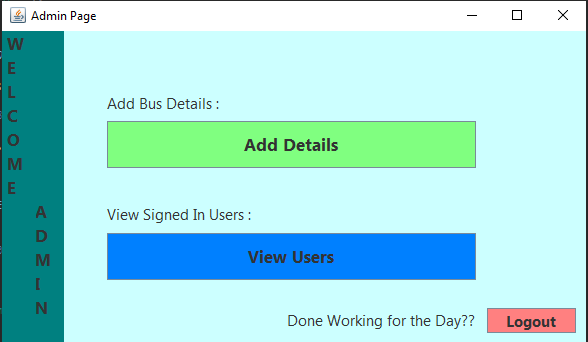 Admin Page
W
E
L
C
O
M
E
A
D
M
I
N
Add Bus Details :
Add Details
View Signed In Users :
View Users
Done Working for the Day??
Logout